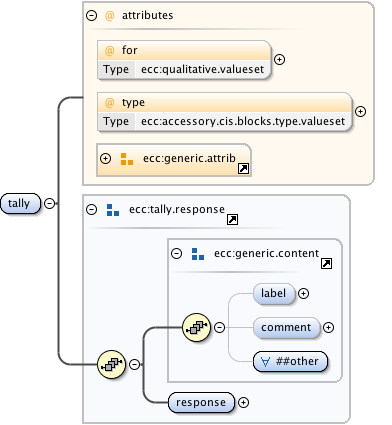 @ attributes
@ for
Type ecc:qualitative.valueset
@ type
Type ecc:accessory.cis.blocks.type.valueset
ecc:generic.attrib
tally
ecc:tally.response
ecc:generic.content
label
comment
∀ ##other
response